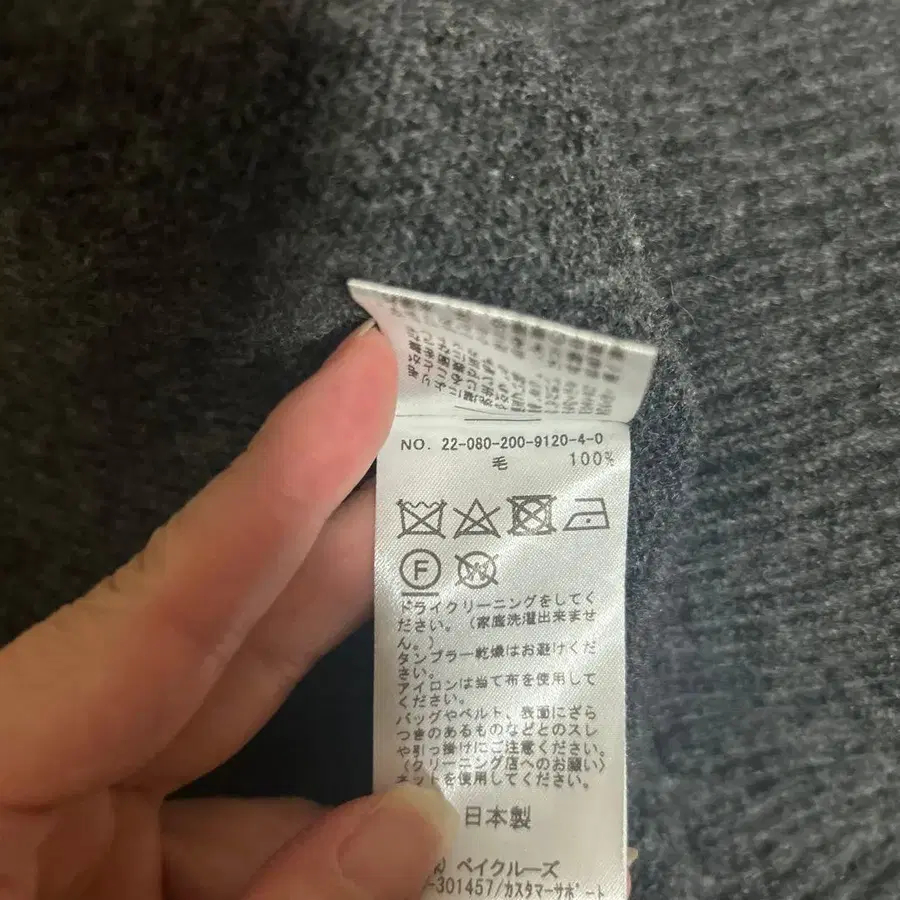 NO. 22-080-200-9120-4-0
毛 100%
F
W
ドライクリーニングをしてく
ださい。(家庭洗濯出来ませ
ん。)
タンブラー乾燥はお避けくだ
さい。
アイロンは当て布を使用して
ください。
バッグやベルト、表面にざら
つきのあるものなどとのスレ
や引っ掛けにご注意ください。
〈クリーニング店へのお願い〉
ネットを使用してください。
日本製
ベイクルーズ
-301457/カスタマーサポート